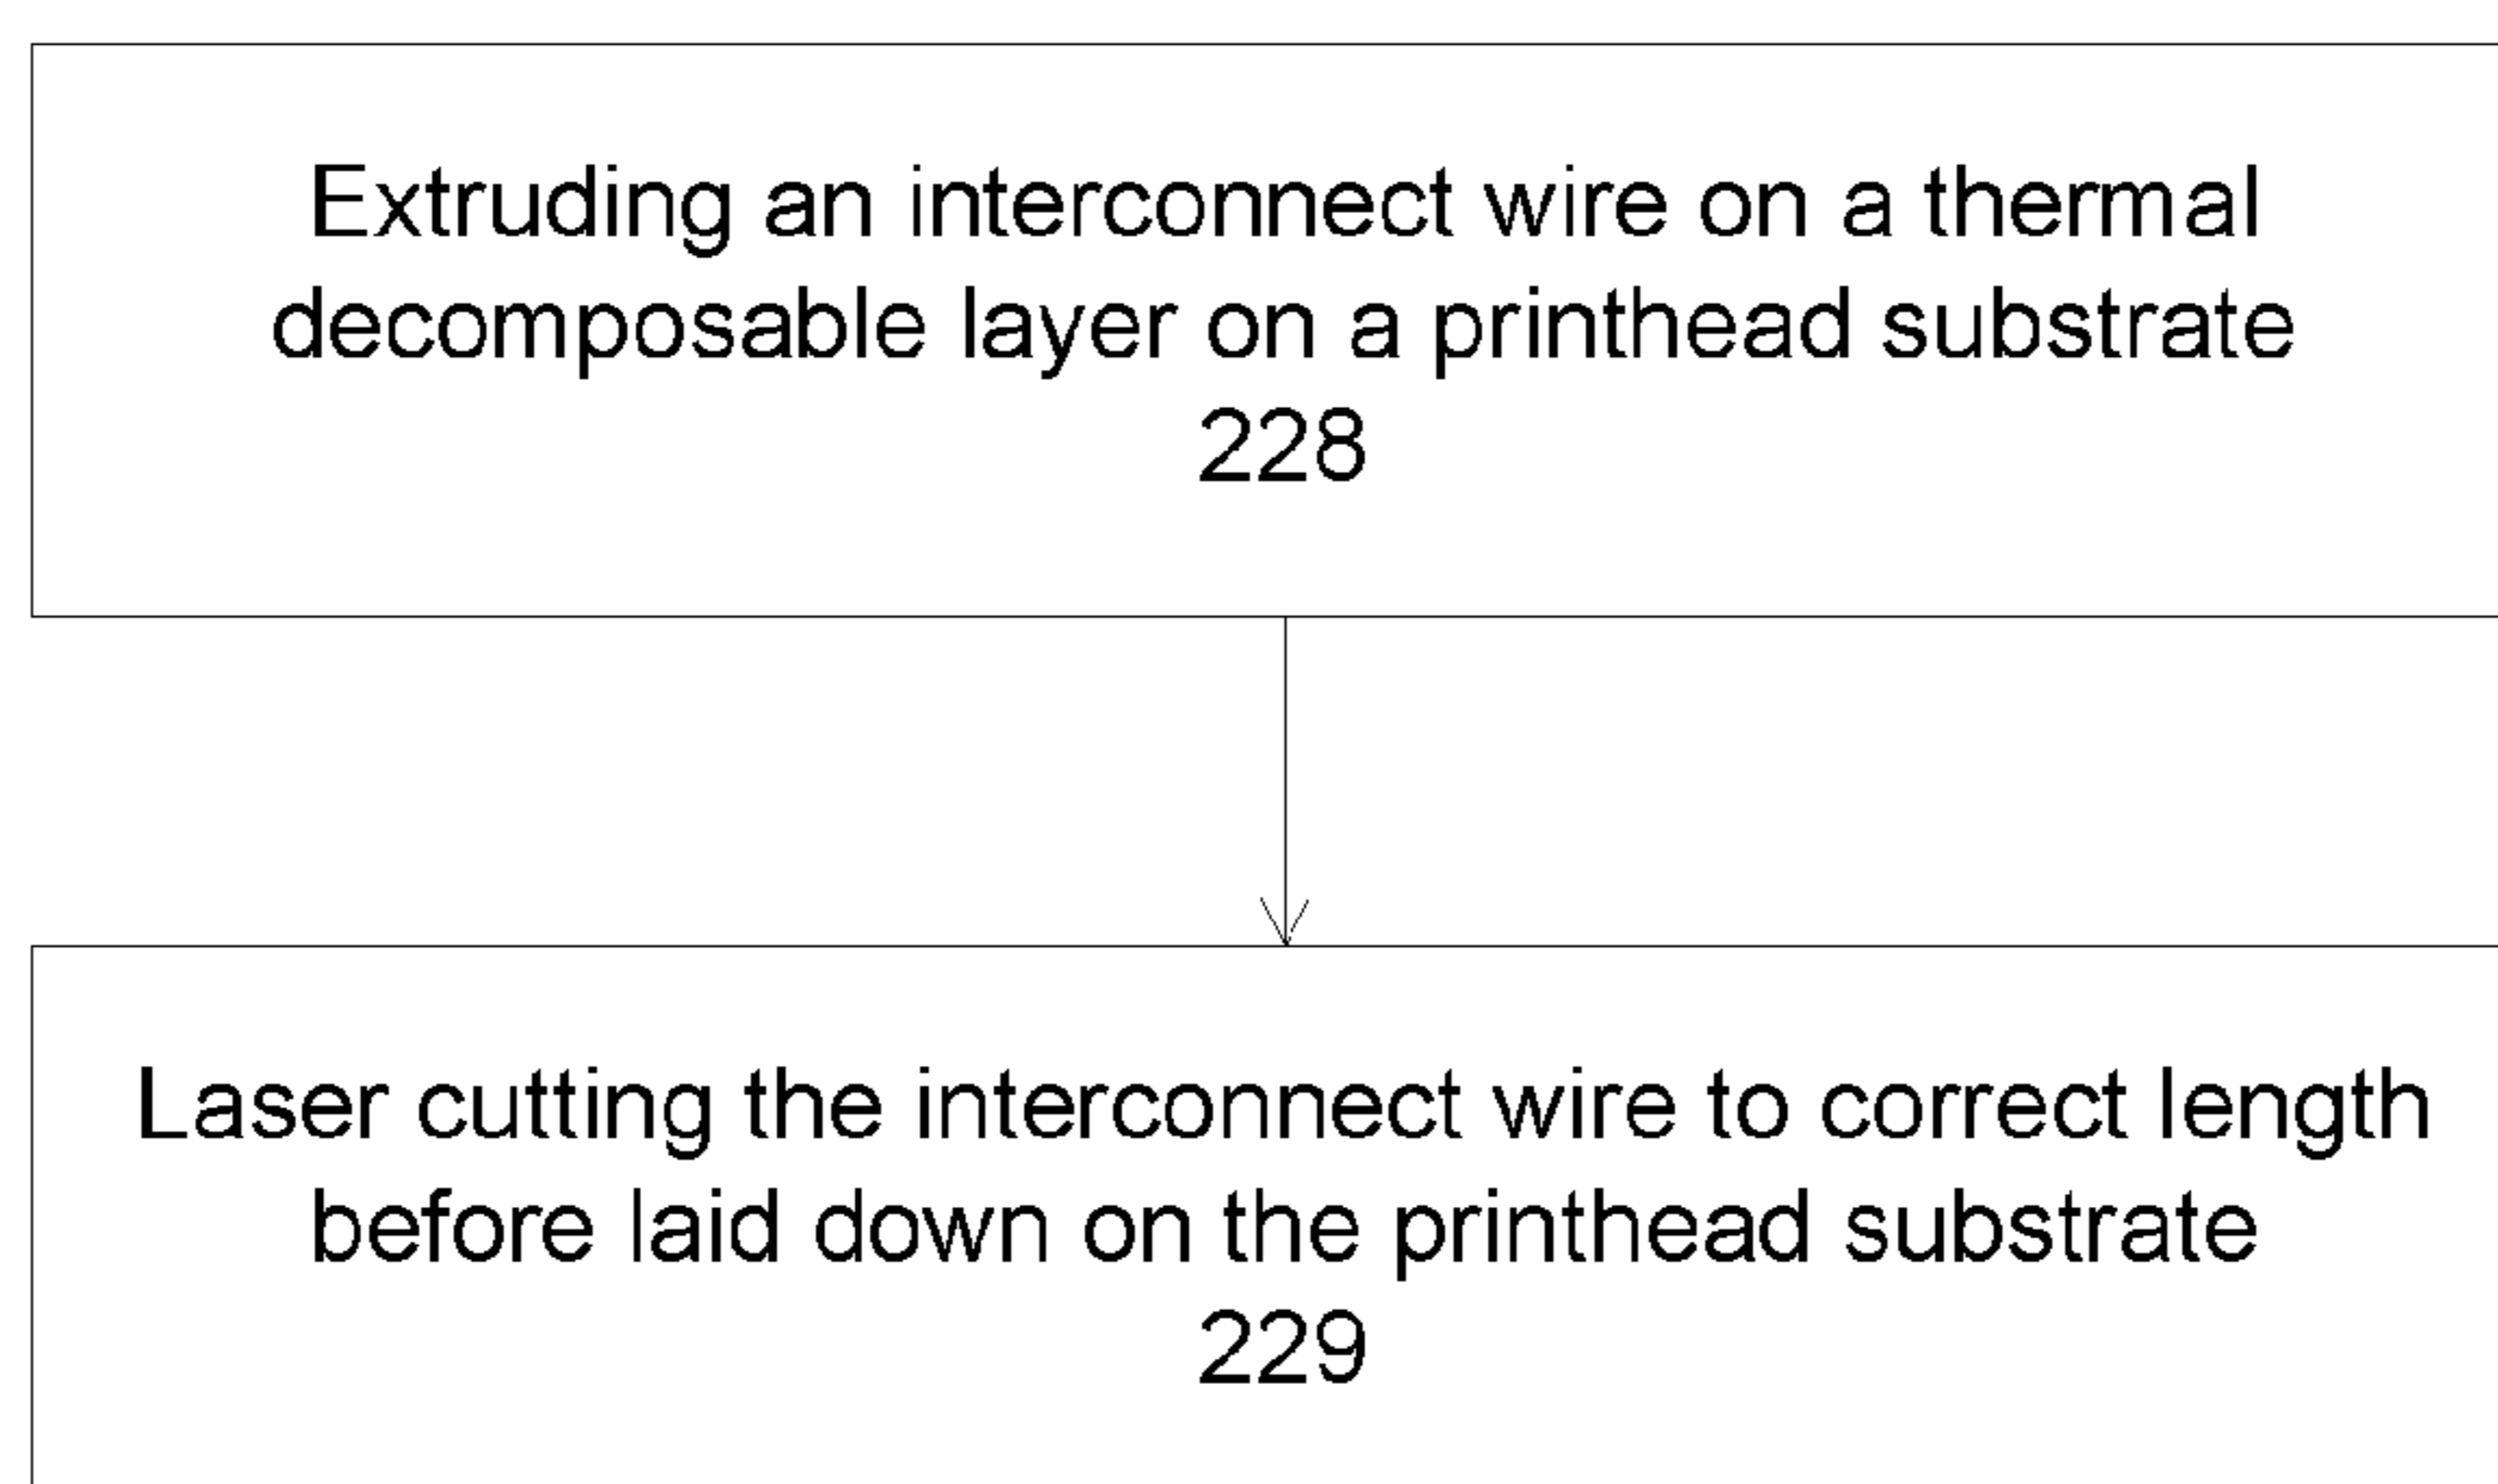 Extruding an interconnect wire on a thermal
decomposable layer on a printhead substrate
228
Laser cutting the interconnect wire to correct length
before laid down on the printhead substrate
229